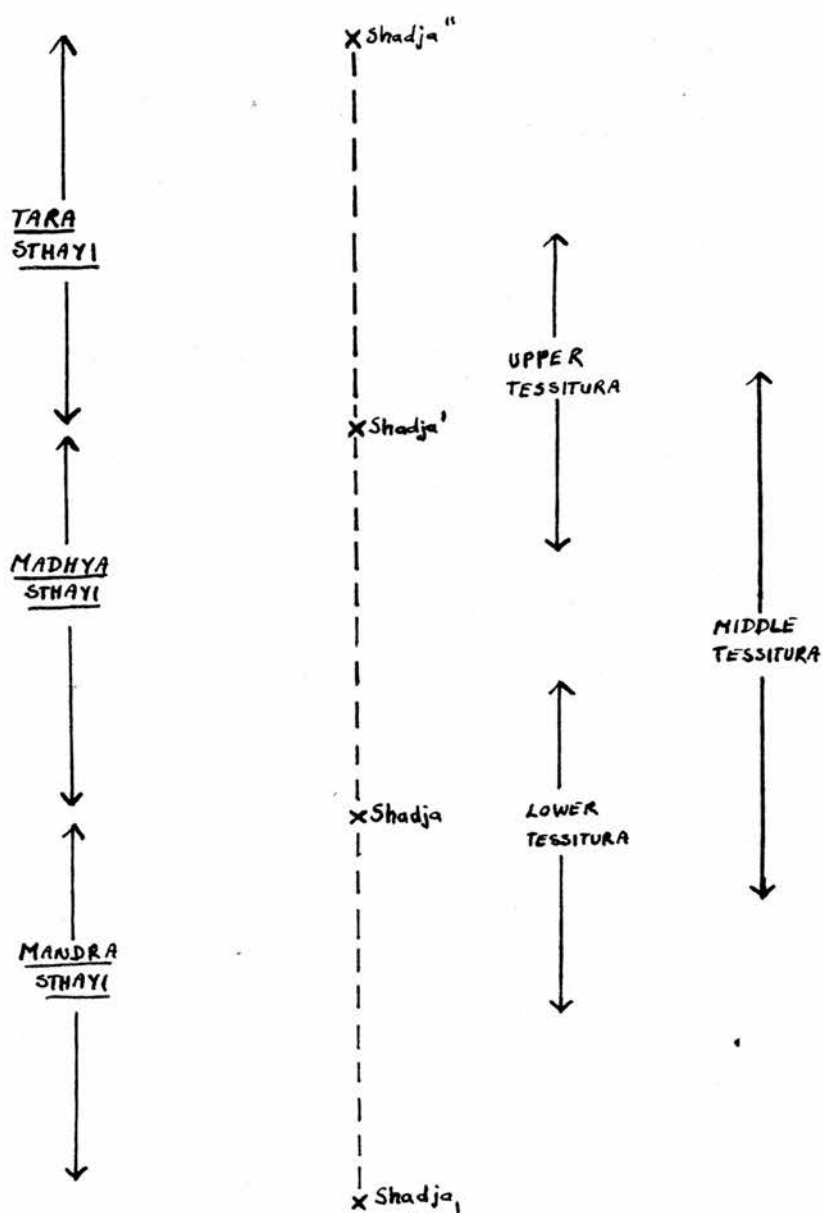 Shadja"
TARA
STHAYI
UPPER
TESSITURA
Shadja'
MADHYA
STHAYI
MIDDLE
TESSITURA
Shadja
LOWER
TESSITURA
MANDRA
STHAYI
Shadja,